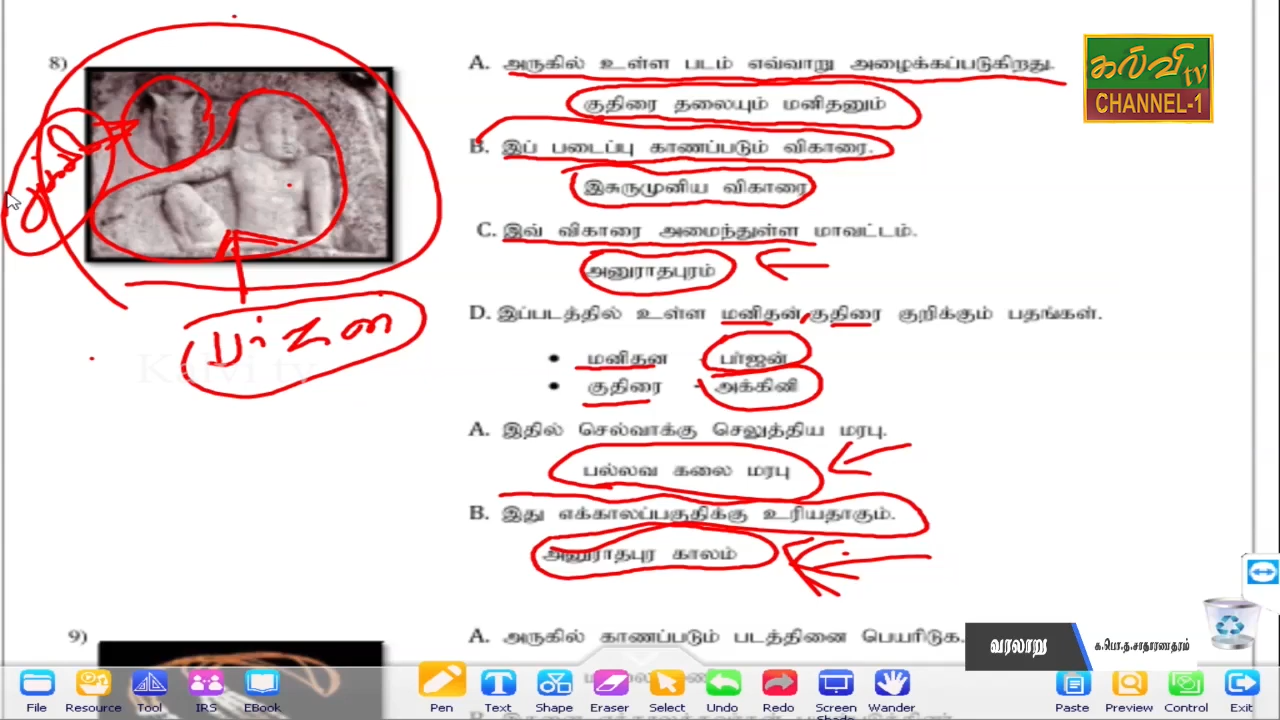 கல்வி tv
CHANNEL-1
8)
A. அருகில் உள்ள படம் எவ்வாறு அழைக்கப்படுகிறது.
குதிரை தலையும் மனிதனும்
B. இப் படைப்பு காணப்படும் விகாரை.
இசுருமுனிய விகாரை
C. இவ் விகாரை அமைந்துள்ள மாவட்டம்.
அனுராதபுரம்
D. இப்படத்தில் உள்ள மனிதன், குதிரை குறிக்கும் பதங்கள்.
• மனிதன - பர்ஜன்
• குதிரை - அக்கினி
Kalvi tv
A. இதில் செல்வாக்கு செலுத்திய மரபு.
பல்லவ கலை மரபு
B. இது எக்காலப்பகுதிக்கு உரியதாகும்.
அனுராதபுர காலம்
9)
A. அருகில் காணப்படும் படத்தினை பெயரிடுக.
வரலாறு
க.பொ.த.சாதாரணதரம்
File Resource Tool IRS EBook Pen Text Shape Eraser Select Undo Redo Screen Shade Wander Paste Preview Control Exit